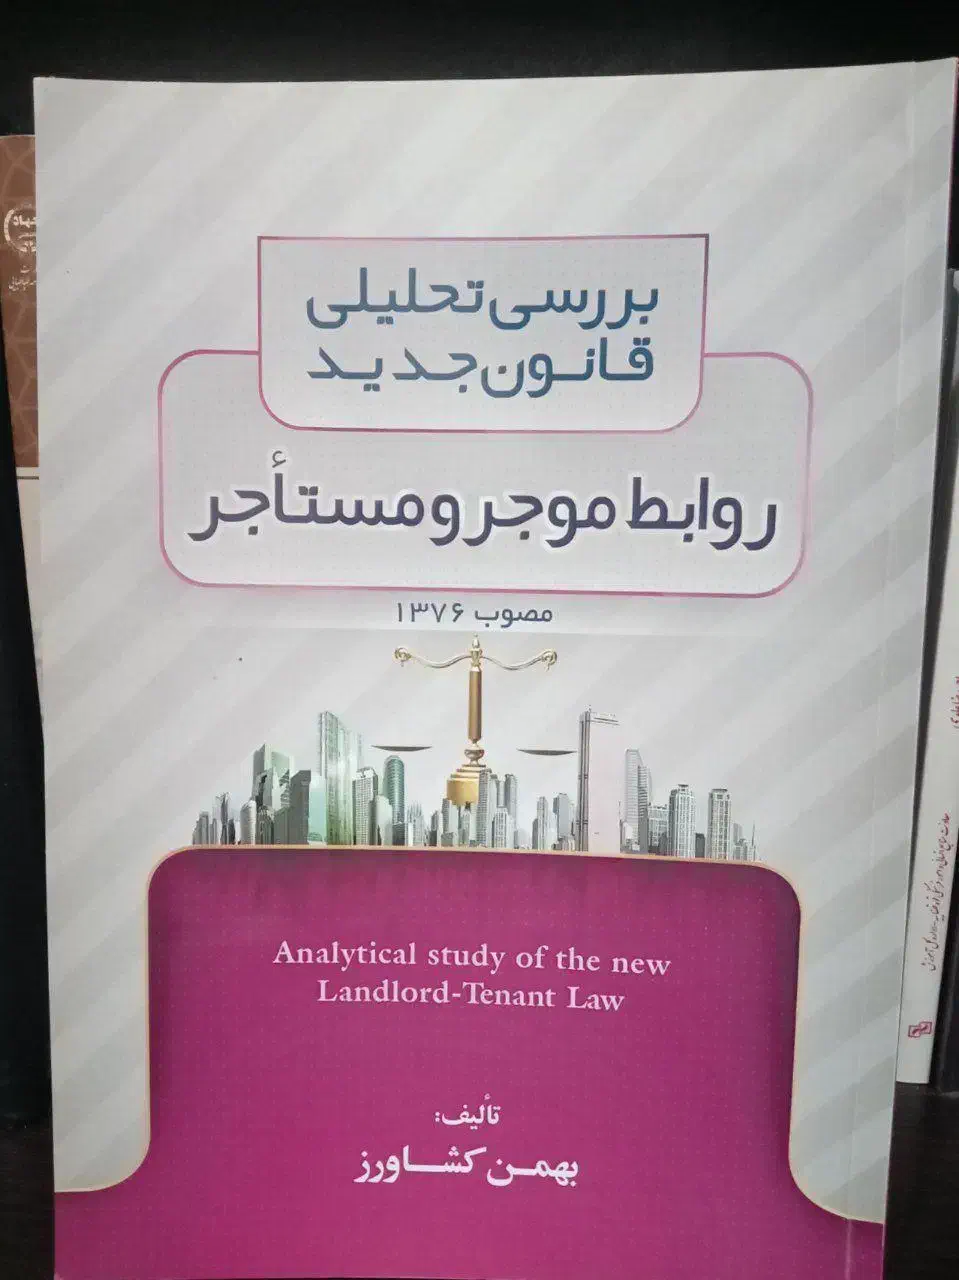 بررسی تحلیلی
قانون جدید
روابط موجر و مستأجر
مصوب ۱۳۷۶
Analytical study of the new
Landlord-Tenant Law
تألیف:
بهمن کشاورز